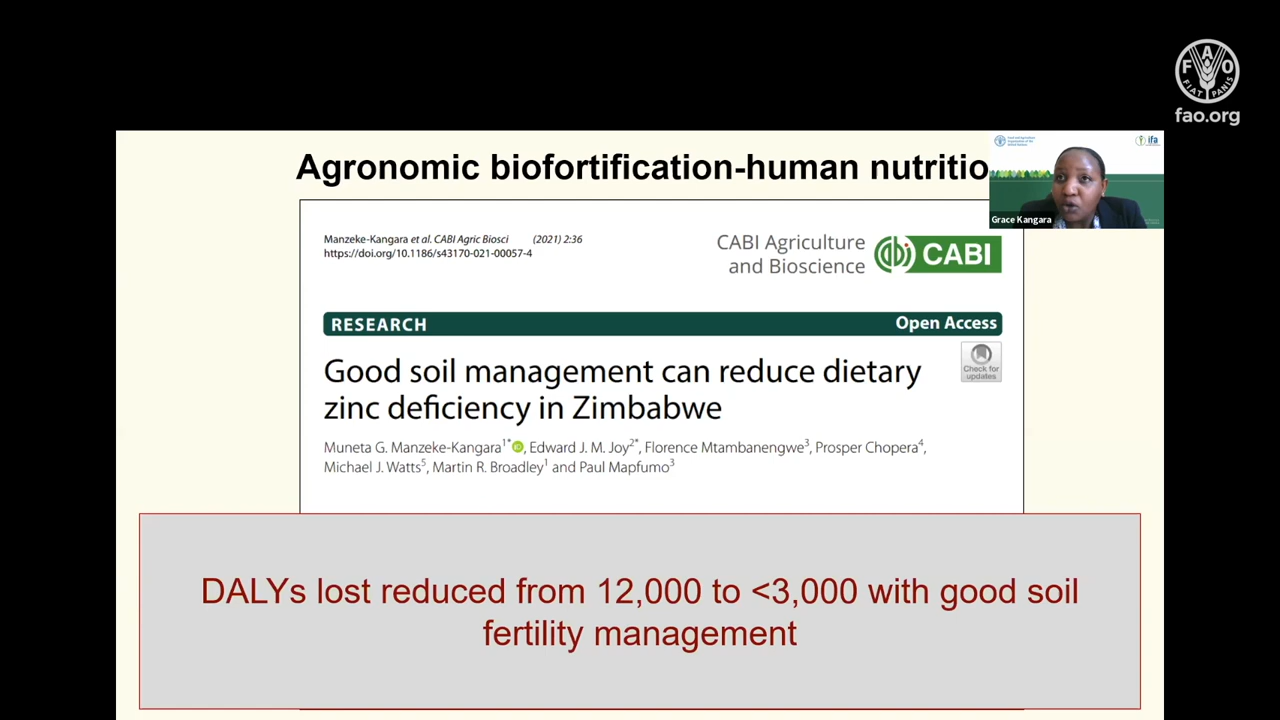 F A O
FIAT PANIS
fao.org
Agronomic biofortification-human nutritio
ifa
Grace Kangara
Manzeke-Kangara et al. CABI Agric Biosci (2021) 2:36
https://doi.org/10.1186/s43170-021-00057-4
CABI Agriculture
and Bioscience
CABI
RESEARCH
Open Access
Check for
updates
Good soil management can reduce dietary
zinc deficiency in Zimbabwe
Muneta G. Manzeke-Kangara1*, Edward J. M. Joy2*, Florence Mtambanengwe3, Prosper Chopera4,
Michael J. Watts5, Martin R. Broadley1 and Paul Mapfumo3
DALYs lost reduced from 12,000 to <3,000 with good soil
fertility management